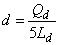 d = Q_d / 5L_d